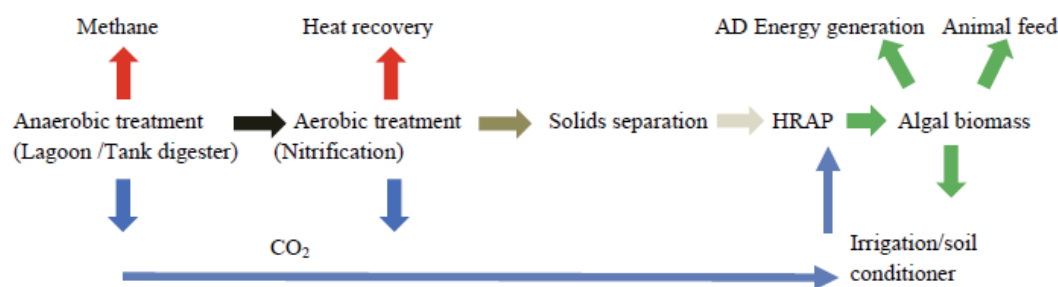 Methane
Heat recovery
AD Energy generation
Animal feed
Anaerobic treatment
(Lagoon /Tank digester)
Aerobic treatment
(Nitrification)
Solids separation
HRAP
Algal biomass
CO₂
Irrigation/soil
conditioner